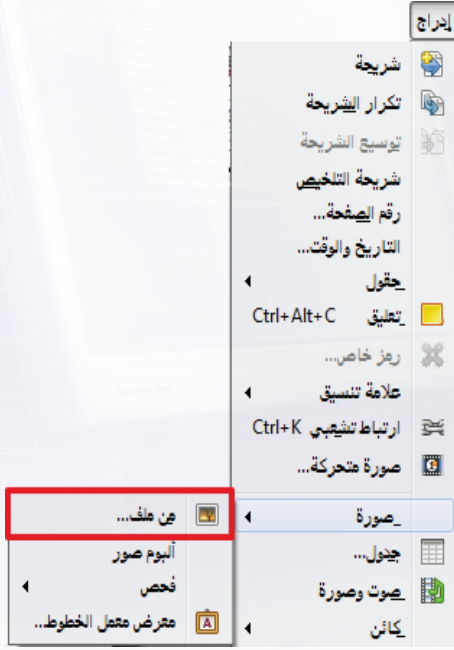 إدراج
شريحة
تكرار الشريحة
توسيع الشريحة
شريحة التلخيص
رقم الصفحة...
التاريخ والوقت...
حقول
تعليق Ctrl+Alt+C
رمز خاص...
علامة تنسيق
ارتباط تشعبي Ctrl+K
صورة متحركة...
صورة
من ملف...
ألبوم صور
فحص
معرض معمل الخطوط...
جدول...
صوت وصورة
كائن